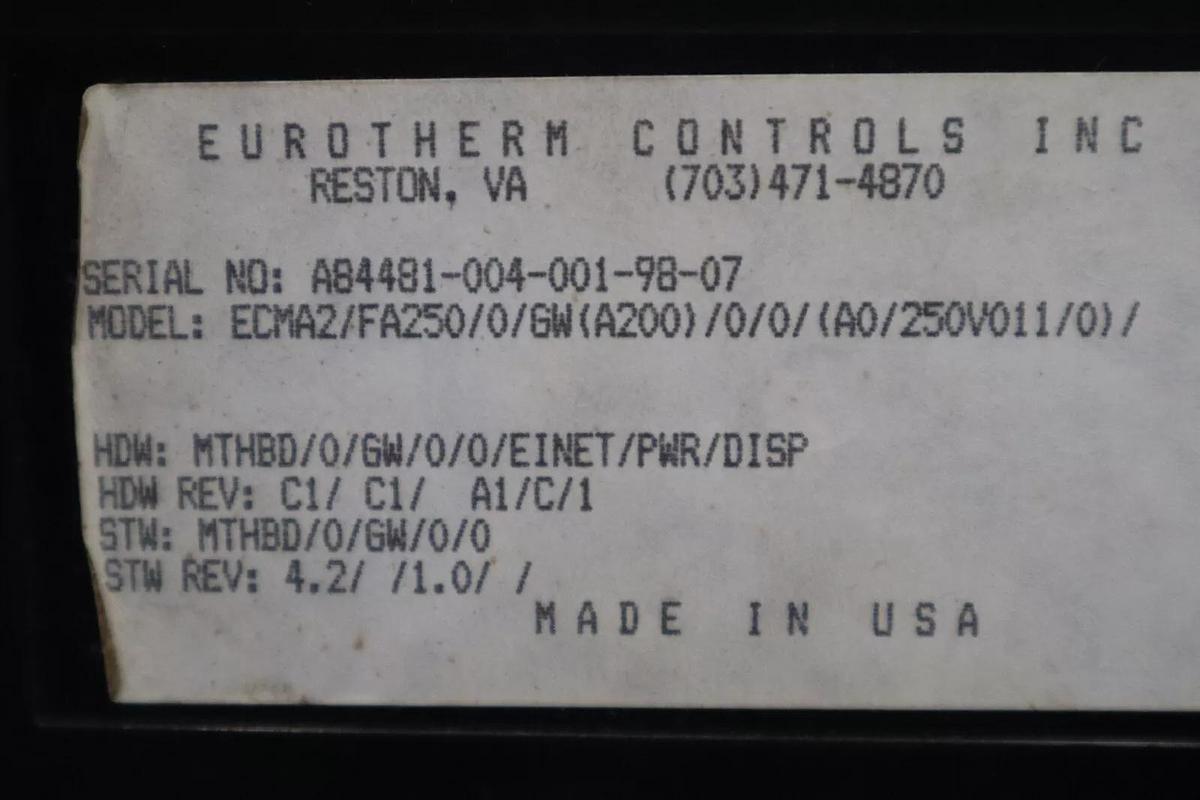 EUROTHERM CONTROLS INC
RESTON, VA (703)471-4870
SERIAL NO: A84481-004-001-98-07
MODEL: ECMA2/FA250/0/GW(A200)/0/0/(A0/250V011/0)/
HDW: MTHBD/0/GW/0/0/EINET/PWR/DISP
HDW REV: C1/ C1/ A1/C/1
STW: MTHBD/0/GW/0/0
STW REV: 4.2/ /1.0/ /
MADE IN USA